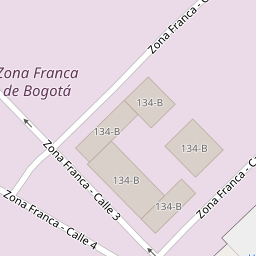 Zona Franca - C
Zona Franca
de Bogotá
134-B
134-B
134-B
134-B
134-B
Zona Franca - Calle 3
Zona Franca - C
Zona Franca - Calle 4